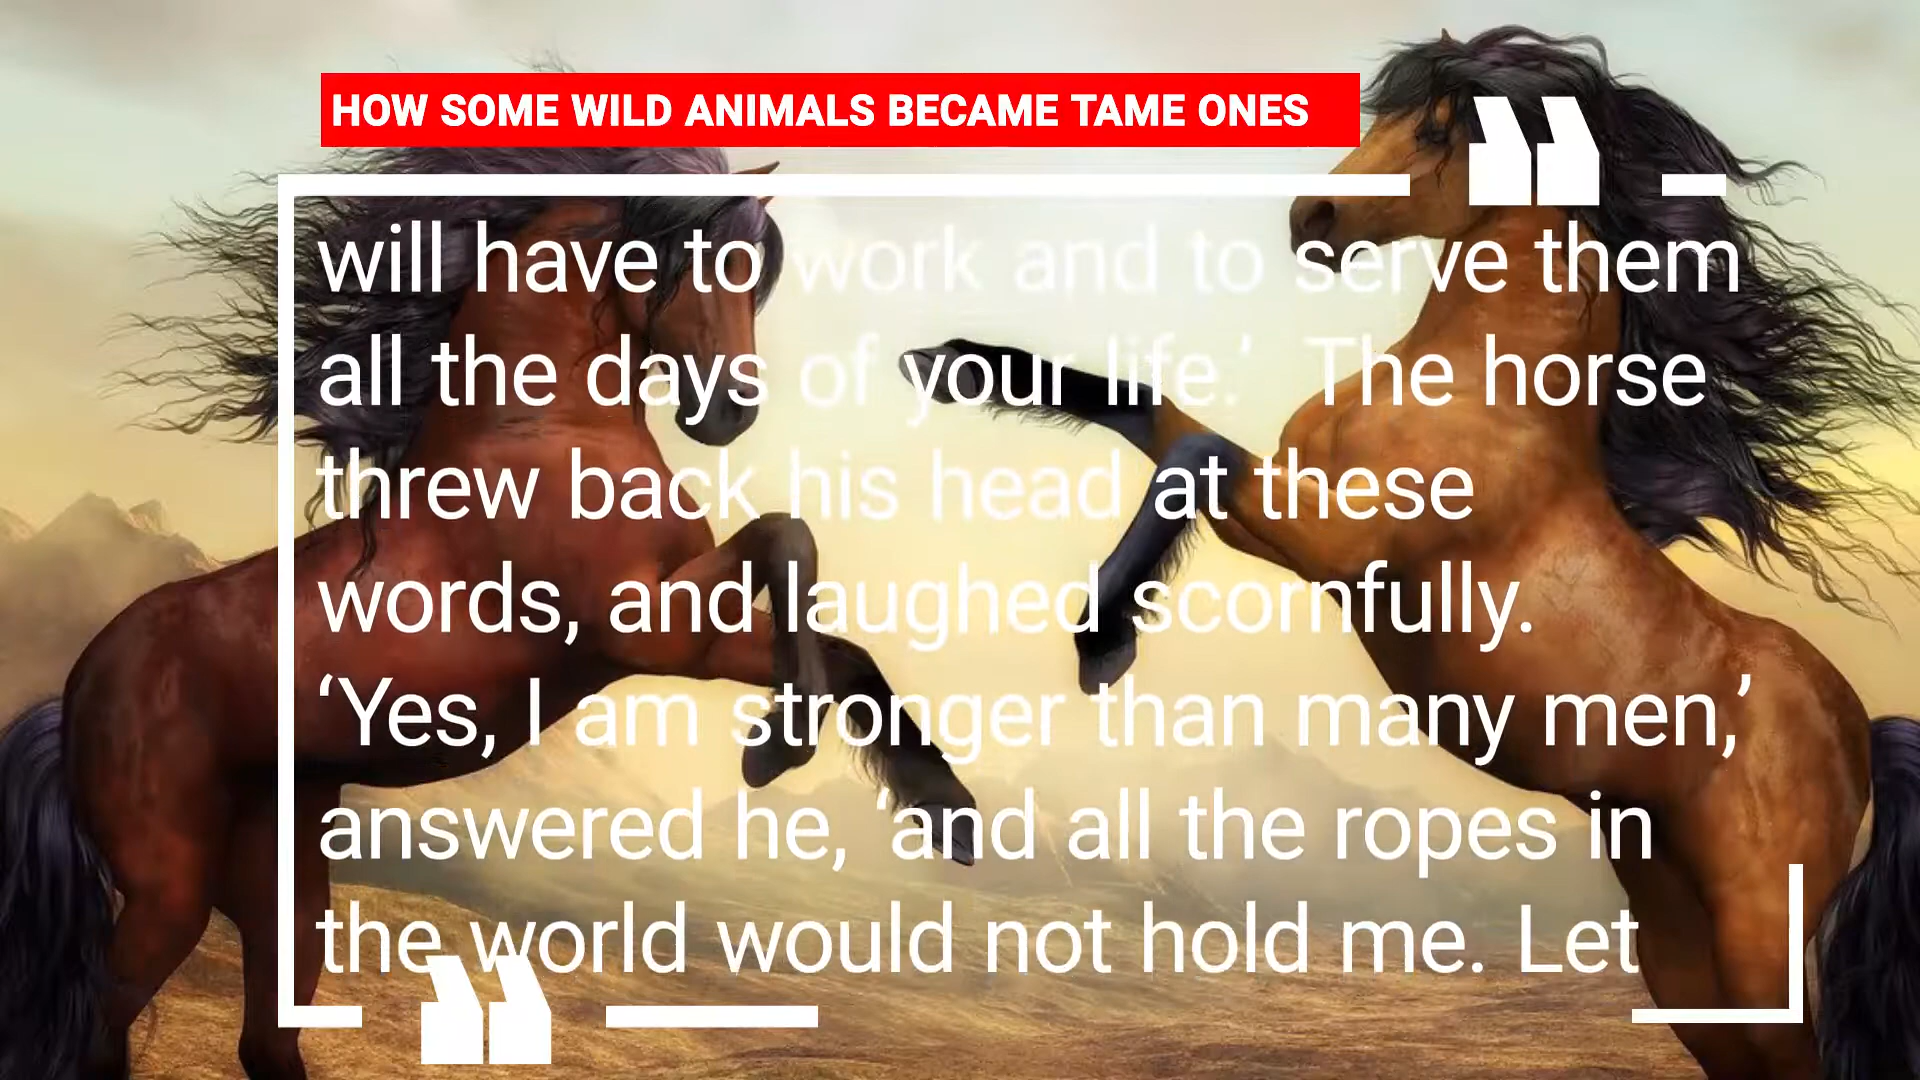 HOW SOME WILD ANIMALS BECAME TAME ONES
will have to work and to serve them
all the days of your life.’ The horse
threw back his head at these
words, and laughed scornfully.
‘Yes, I am stronger than many men,’
answered he, ‘and all the ropes in
the world would not hold me. Let